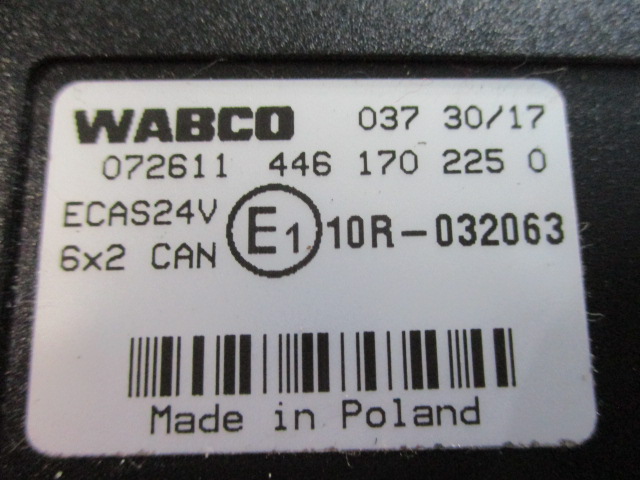 WABCO 037 30/17
072611 446 170 225 0
ECAS24V
6x2 CAN E1 10R-032063
Made in Poland